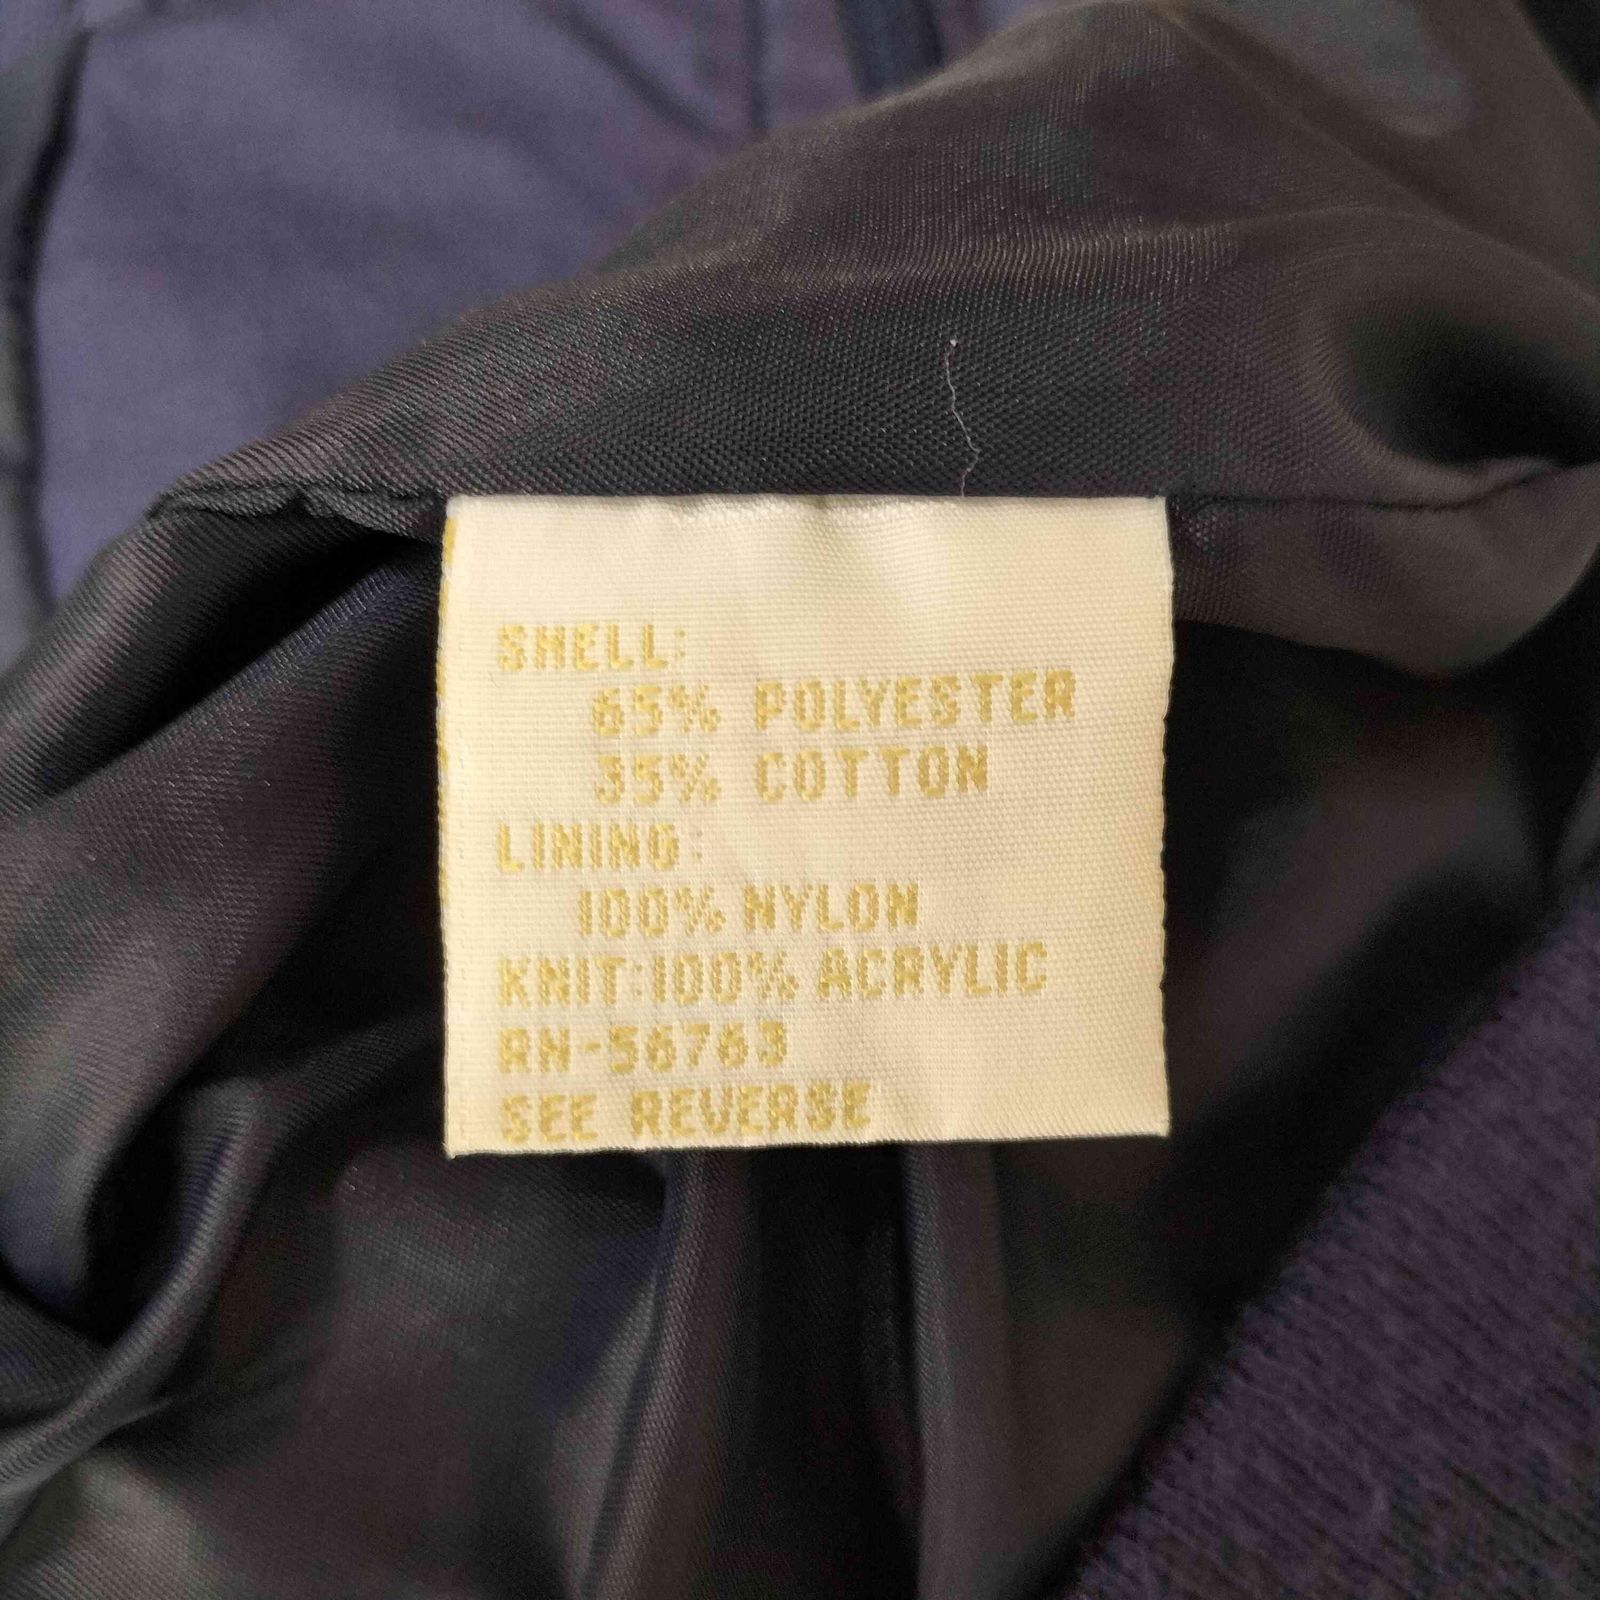 SHELL:
65% POLYESTER
35% COTTON
LINING:
100% NYLON
KNIT:100% ACRYLIC
RN-56763
SEE REVERSE